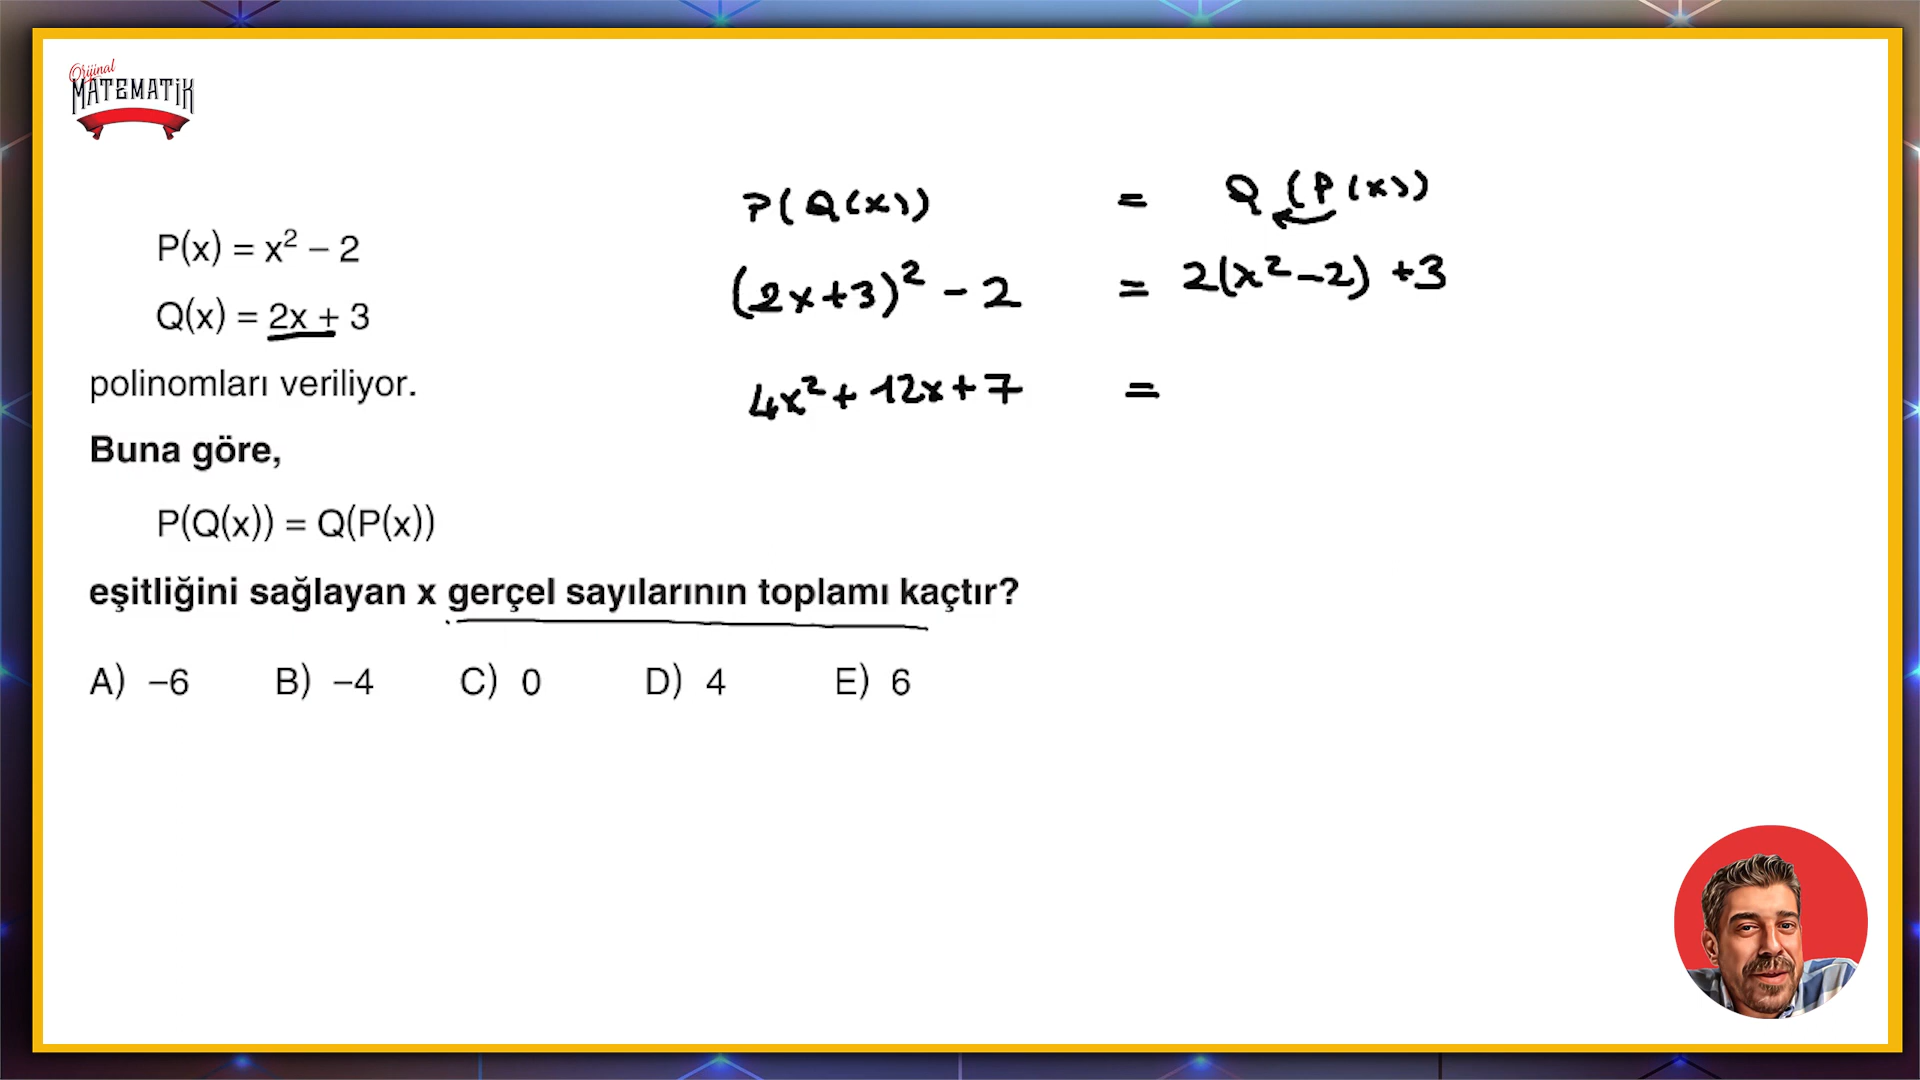 Orijinal
MATEMATİK
P(x) = x² – 2
Q(x) = 2x + 3
polinomları veriliyor.
Buna göre,
P(Q(x)) = Q(P(x))
eşitliğini sağlayan x gerçel sayılarının toplamı kaçtır?
A) –6 B) –4 C) 0 D) 4 E) 6
P(Q(x)) = Q(P(x))
(2x+3)² - 2 = 2(x²-2) +3
4x² + 12x + 7 =